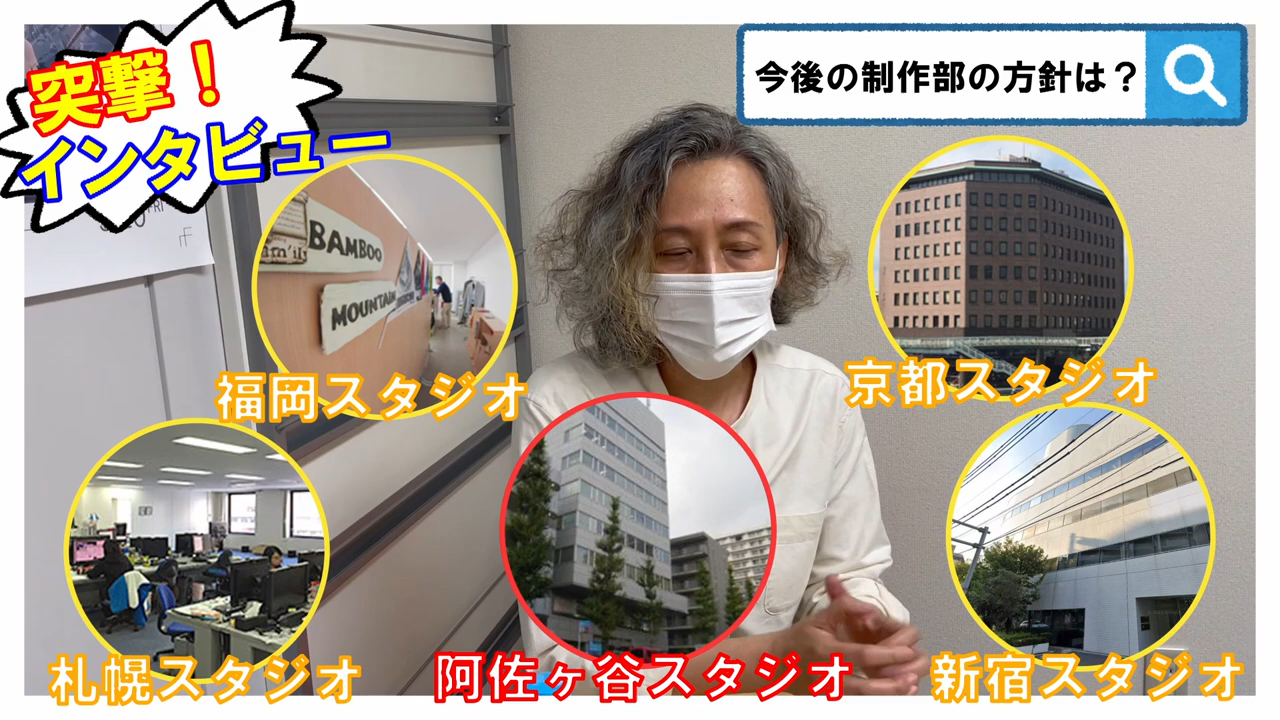 突撃！
インタビュー
今後の制作部の方針は？
BAMBOO
MOUNTAIN
福岡スタジオ
京都スタジオ
札幌スタジオ
阿佐ヶ谷スタジオ
新宿スタジオ